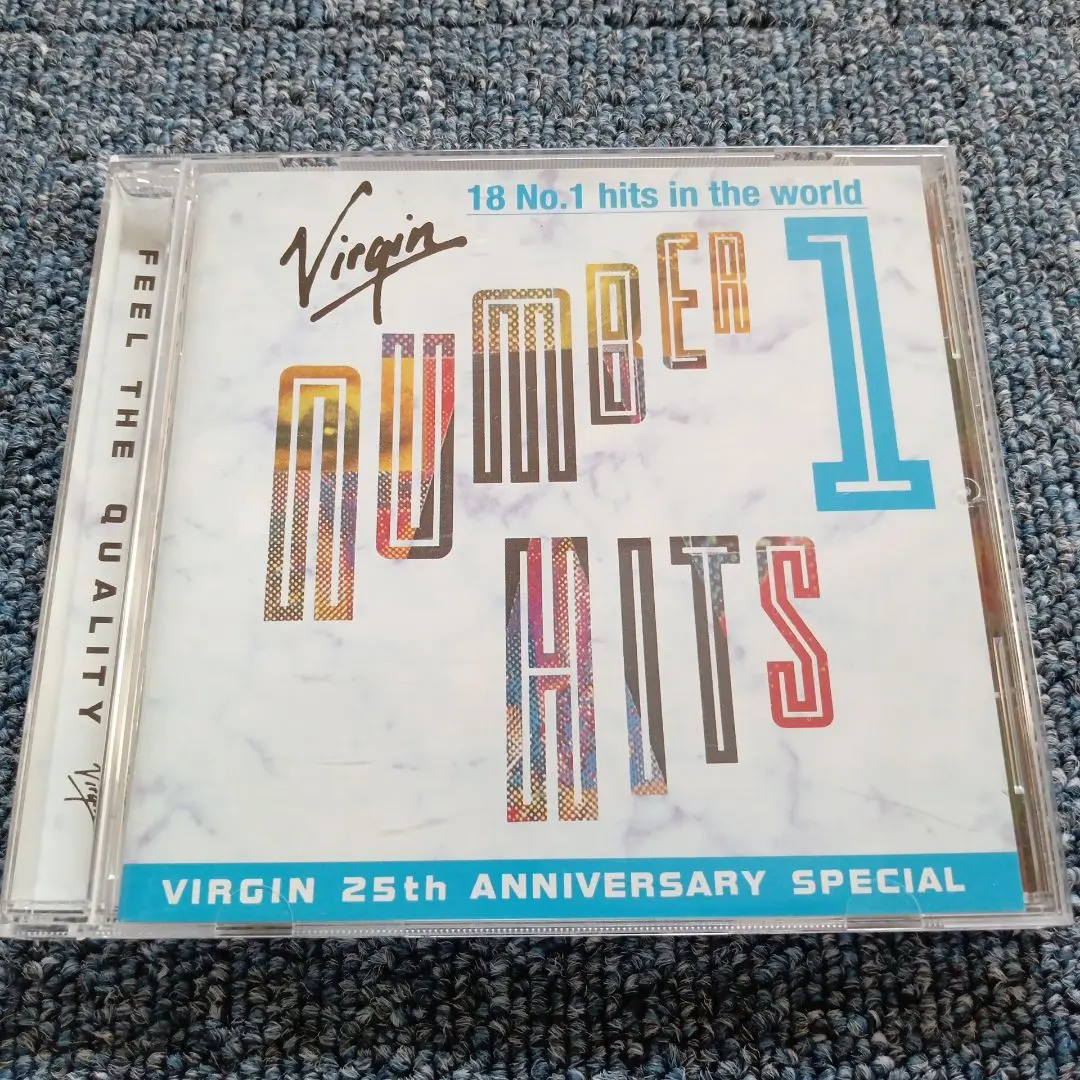 18 No.1 hits in the world
Virgin
NUMBER 1
HITS
VIRGIN 25th ANNIVERSARY SPECIAL
FEEL THE QUALITY